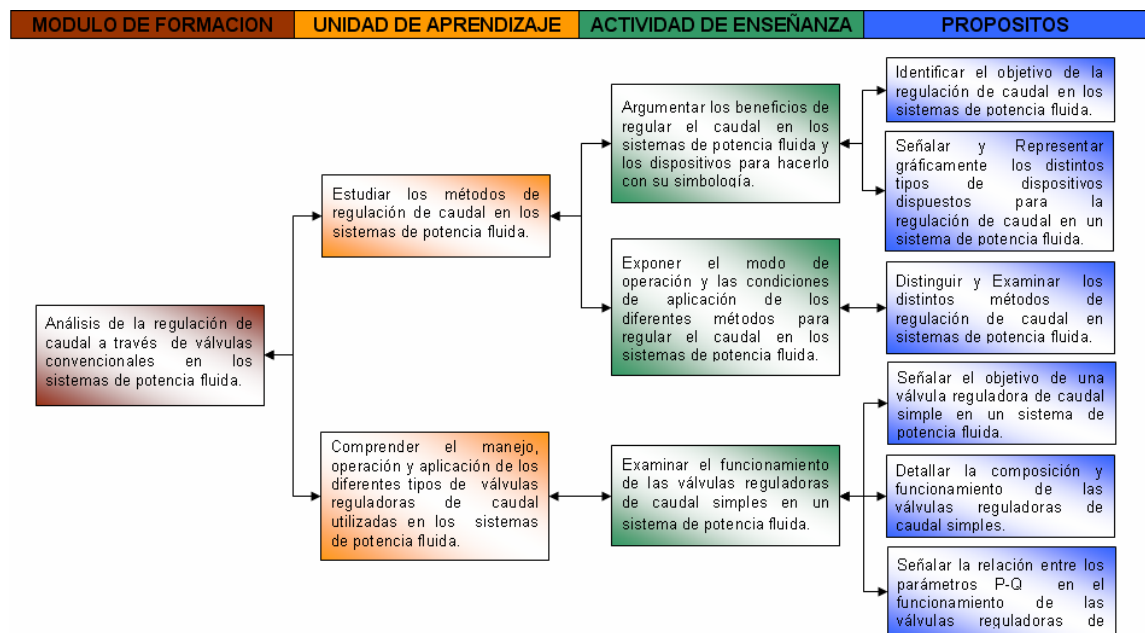 MODULO DE FORMACION
UNIDAD DE APRENDIZAJE
ACTIVIDAD DE ENSEÑANZA
PROPOSITOS
Análisis de la regulación de
caudal a través de válvulas
convencionales en los
sistemas de potencia fluida.
Estudiar los métodos de
regulación de caudal en los
sistemas de potencia fluida.
Comprender el manejo,
operación y aplicación de los
diferentes tipos de válvulas
reguladoras de caudal
utilizadas en los sistemas
de potencia fluida.
Argumentar los beneficios de
regular el caudal en los
sistemas de potencia fluida y
los dispositivos para hacerlo
con su simbología.
Exponer el modo de
operación y las condiciones
de aplicación de los
diferentes métodos para
regular el caudal en los
sistemas de potencia fluida.
Examinar el funcionamiento
de las válvulas reguladoras
de caudal simples en un
sistema de potencia fluida.
Identificar el objetivo de la
regulación de caudal en los
sistemas de potencia fluida.
Señalar y Representar
gráficamente los distintos
tipos de dispositivos
dispuestos para la
regulación de caudal en un
sistema de potencia fluida.
Distinguir y Examinar los
distintos métodos de
regulación de caudal en
sistemas de potencia fluida.
Señalar el objetivo de una
válvula reguladora de caudal
simple en un sistema de
potencia fluida.
Detallar la composición y
funcionamiento de las
válvulas reguladoras de
caudal simples.
Señalar la relación entre los
parámetros P-Q en el
funcionamiento de las
válvulas reguladoras de